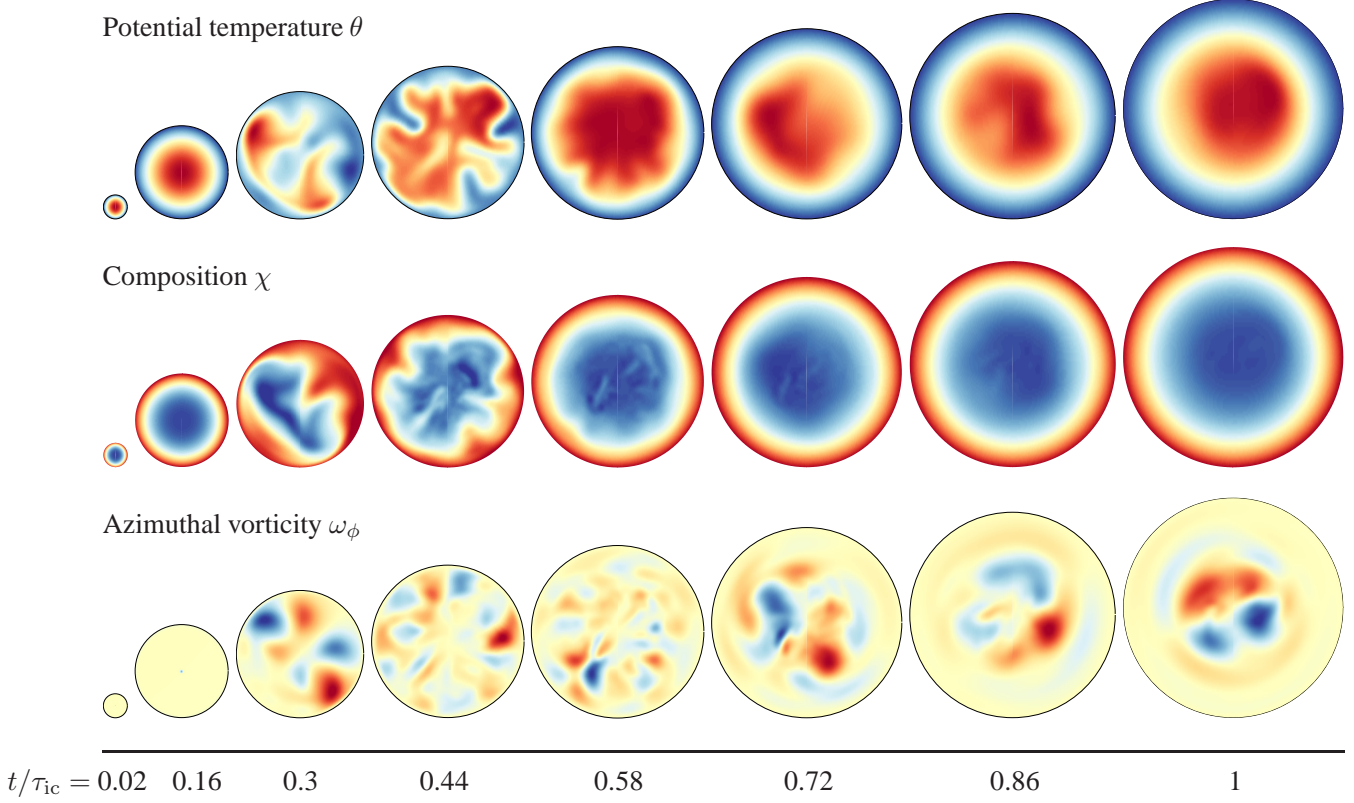 Potential temperature θ
Composition χ
Azimuthal vorticity ω_ϕ
t/τ_ic = 0.02 0.16 0.3 0.44 0.58 0.72 0.86 1